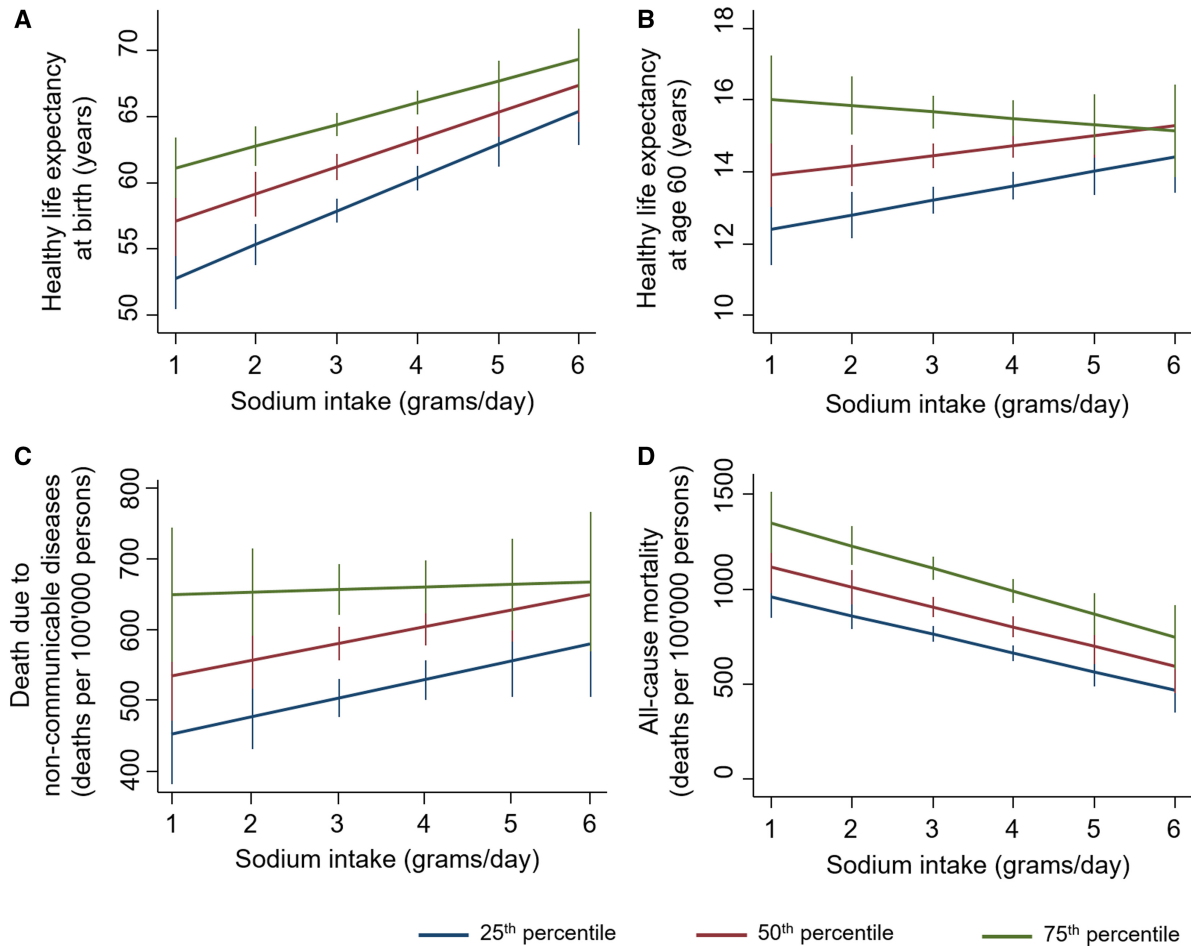 A
Healthy life expectancy
at birth (years)
70
65
60
55
50
1 2 3 4 5 6
Sodium intake (grams/day)
B
Healthy life expectancy
at age 60 (years)
18
16
14
12
10
1 2 3 4 5 6
Sodium intake (grams/day)
C
Death due to
non-communicable diseases
(deaths per 100'000 persons)
800
700
600
500
400
1 2 3 4 5 6
Sodium intake (grams/day)
D
All-cause mortality
(deaths per 100'000 persons)
1500
1000
500
0
1 2 3 4 5 6
Sodium intake (grams/day)
25th percentile 50th percentile 75th percentile